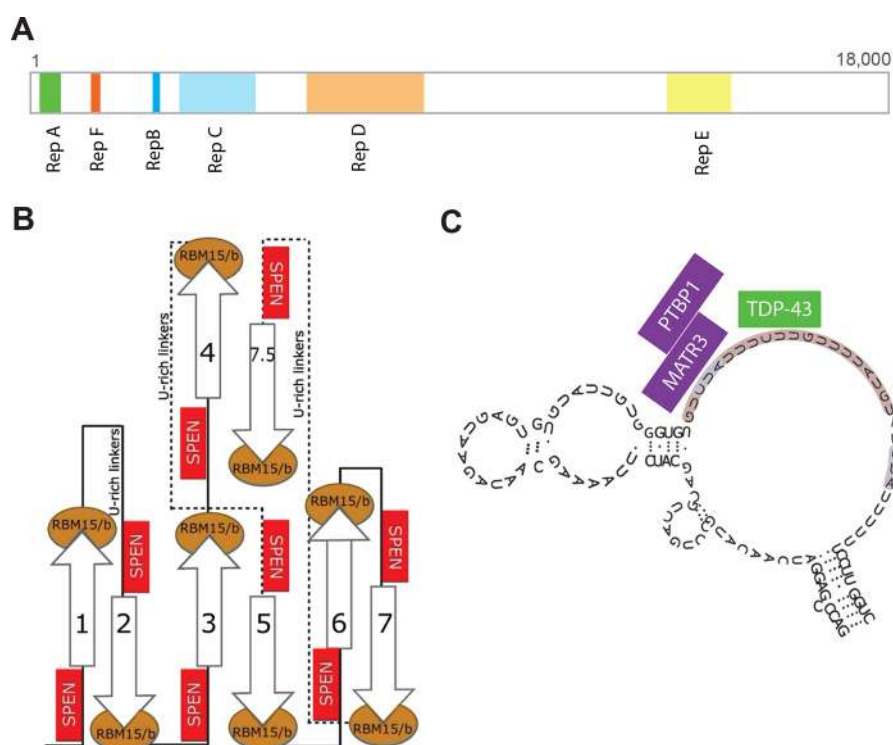 A
1 18,000
Rep A
Rep F
RepB
Rep C
Rep D
Rep E
B
RBM15/b
SPEN
U-rich linkers
4
7.5
U-rich linkers
SPEN
RBM15/b
U-rich linkers
RBM15/b
SPEN
RBM15/b
SPEN
RBM15/b
SPEN
1
2
3
5
6
7
SPEN
RBM15/b
SPEN
RBM15/b
SPEN
RBM15/b
C
PTBP1
MATR3
TDP-43
GGUG
CUAC